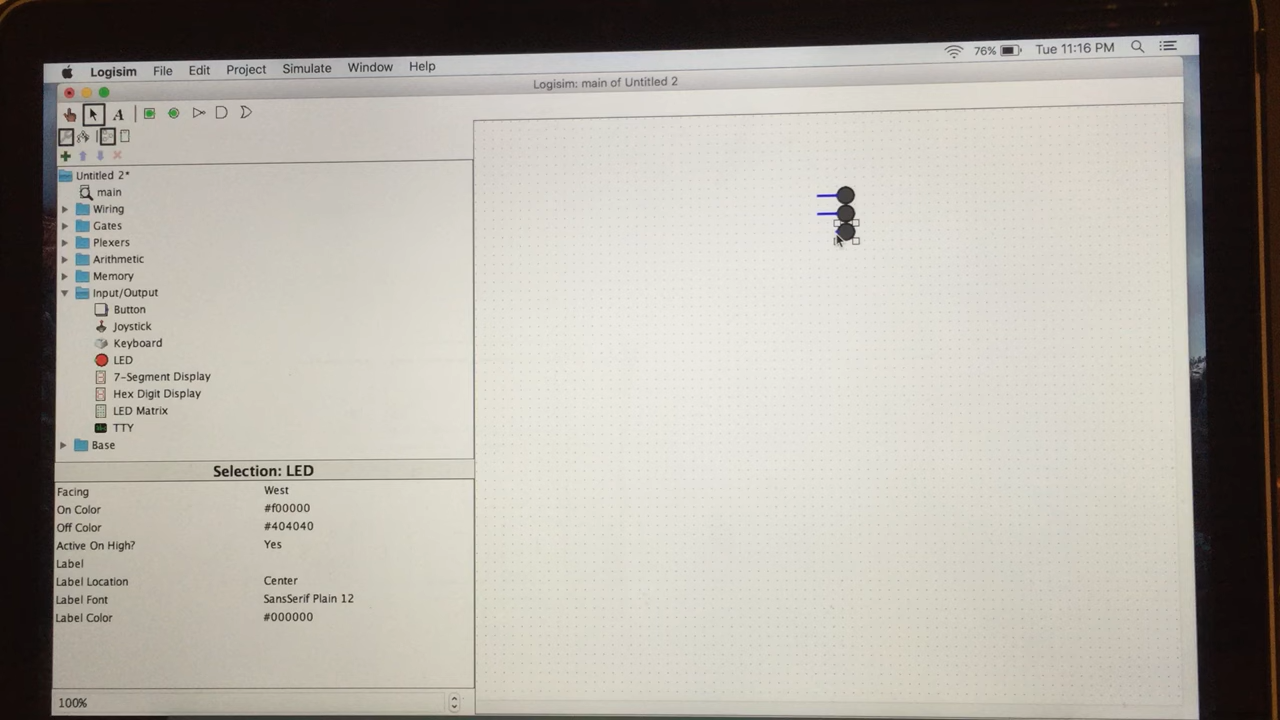 Logisim File Edit Project Simulate Window Help 76% Tue 11:16 PM
Logisim: main of Untitled 2
A
Untitled 2*
main
Wiring
Gates
Plexers
Arithmetic
Memory
Input/Output
Button
Joystick
Keyboard
LED
7-Segment Display
Hex Digit Display
LED Matrix
TTY
Base
Selection: LED
Facing West
On Color #f00000
Off Color #404040
Active On High? Yes
Label
Label Location Center
Label Font SansSerif Plain 12
Label Color #000000
100%